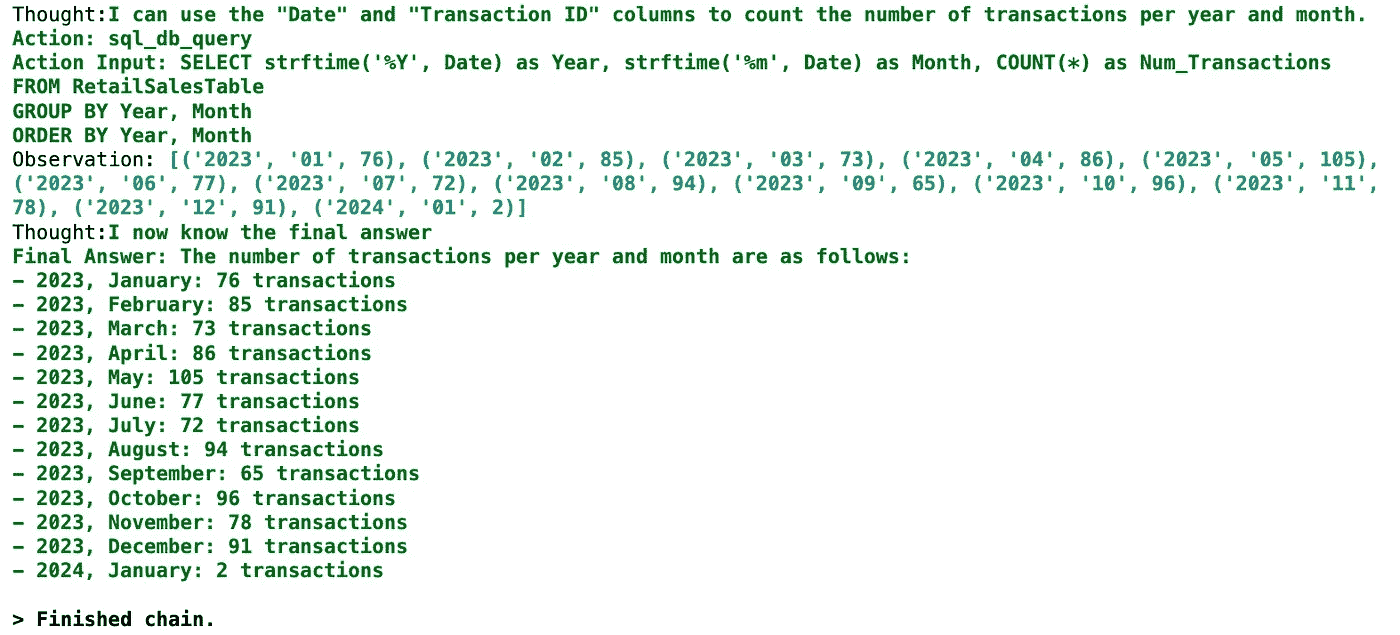 Thought:I can use the "Date" and "Transaction ID" columns to count the number of transactions per year and month.
Action: sql_db_query
Action Input: SELECT strftime('%Y', Date) as Year, strftime('%m', Date) as Month, COUNT(*) as Num_Transactions
FROM RetailSalesTable
GROUP BY Year, Month
ORDER BY Year, Month
Observation: [('2023', '01', 76), ('2023', '02', 85), ('2023', '03', 73), ('2023', '04', 86), ('2023', '05', 105),
('2023', '06', 77), ('2023', '07', 72), ('2023', '08', 94), ('2023', '09', 65), ('2023', '10', 96), ('2023', '11',
78), ('2023', '12', 91), ('2024', '01', 2)]
Thought:I now know the final answer
Final Answer: The number of transactions per year and month are as follows:
- 2023, January: 76 transactions
- 2023, February: 85 transactions
- 2023, March: 73 transactions
- 2023, April: 86 transactions
- 2023, May: 105 transactions
- 2023, June: 77 transactions
- 2023, July: 72 transactions
- 2023, August: 94 transactions
- 2023, September: 65 transactions
- 2023, October: 96 transactions
- 2023, November: 78 transactions
- 2023, December: 91 transactions
- 2024, January: 2 transactions
> Finished chain.